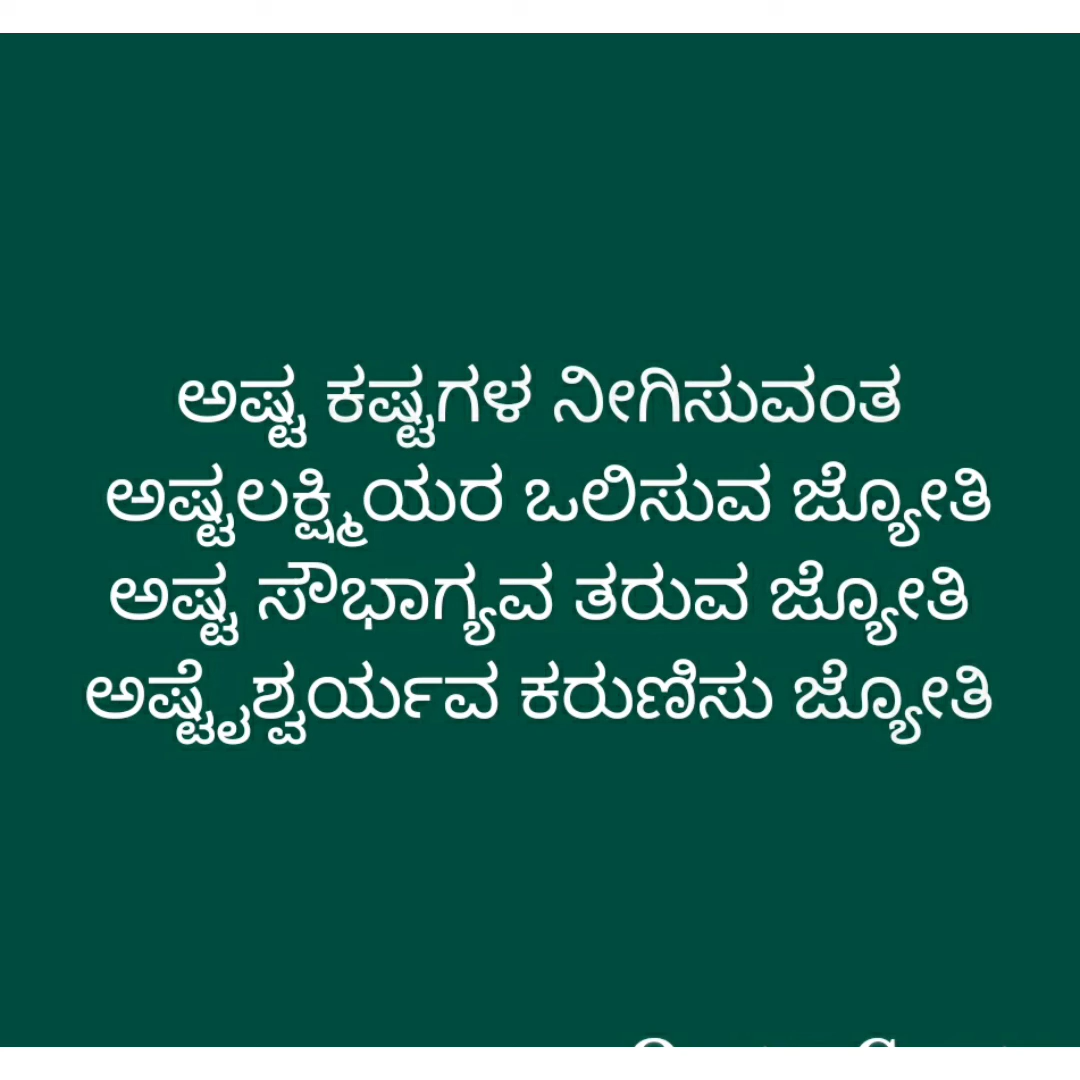 ಅಷ್ಟ ಕಷ್ಟಗಳ ನೀಗಿಸುವಂತ
ಅಷ್ಟಲಕ್ಷ್ಮಿಯರ ಒಲಿಸುವ ಜ್ಯೋತಿ
ಅಷ್ಟ ಸೌಭಾಗ್ಯವ ತರುವ ಜ್ಯೋತಿ
ಅಷ್ಟೈಶ್ವರ್ಯವ ಕರುಣಿಸು ಜ್ಯೋತಿ